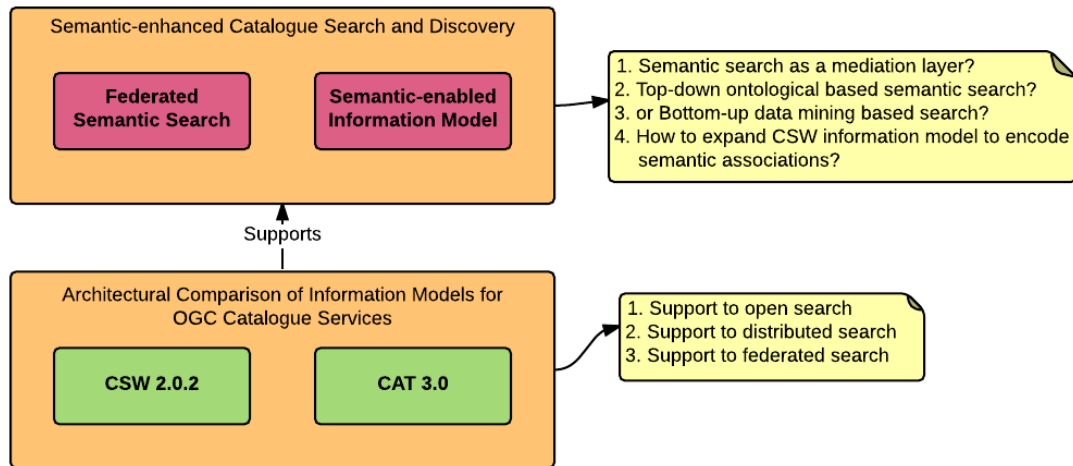 Semantic-enhanced Catalogue Search and Discovery
Federated
Semantic Search
Semantic-enabled
Information Model
1. Semantic search as a mediation layer?
2. Top-down ontological based semantic search?
3. or Bottom-up data mining based search?
4. How to expand CSW information model to encode
semantic associations?
Supports
Architectural Comparison of Information Models for
OGC Catalogue Services
CSW 2.0.2
CAT 3.0
1. Support to open search
2. Support to distributed search
3. Support to federated search